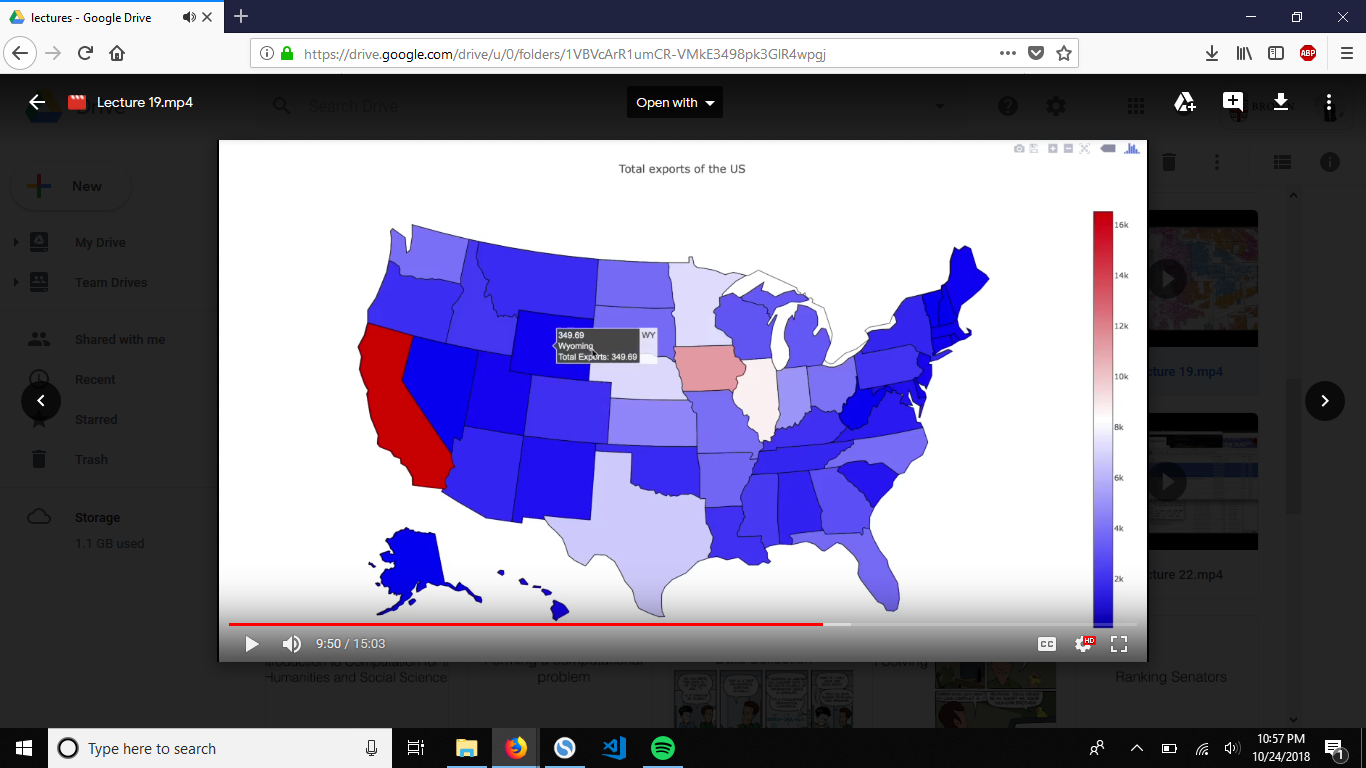 lectures - Google Drive
https://drive.google.com/drive/u/0/folders/1VBVcArR1umCR-VMkE3498pk3GlR4wpgj
ABP
Lecture 19.mp4
Search Drive
Open with
New
My Drive
Team Drives
Shared with me
Recent
Starred
Trash
Storage
1.1 GB used
Total exports of the US
16k
14k
12k
10k
8k
6k
4k
2k
349.69
WY
Wyoming
Total Exports: 349.69
cture 19.mp4
cture 22.mp4
9:50 / 15:03
CC
HD
Humanities and Social Science
problem
Ranking Senators
Type here to search
10:57 PM
10/24/2018
1